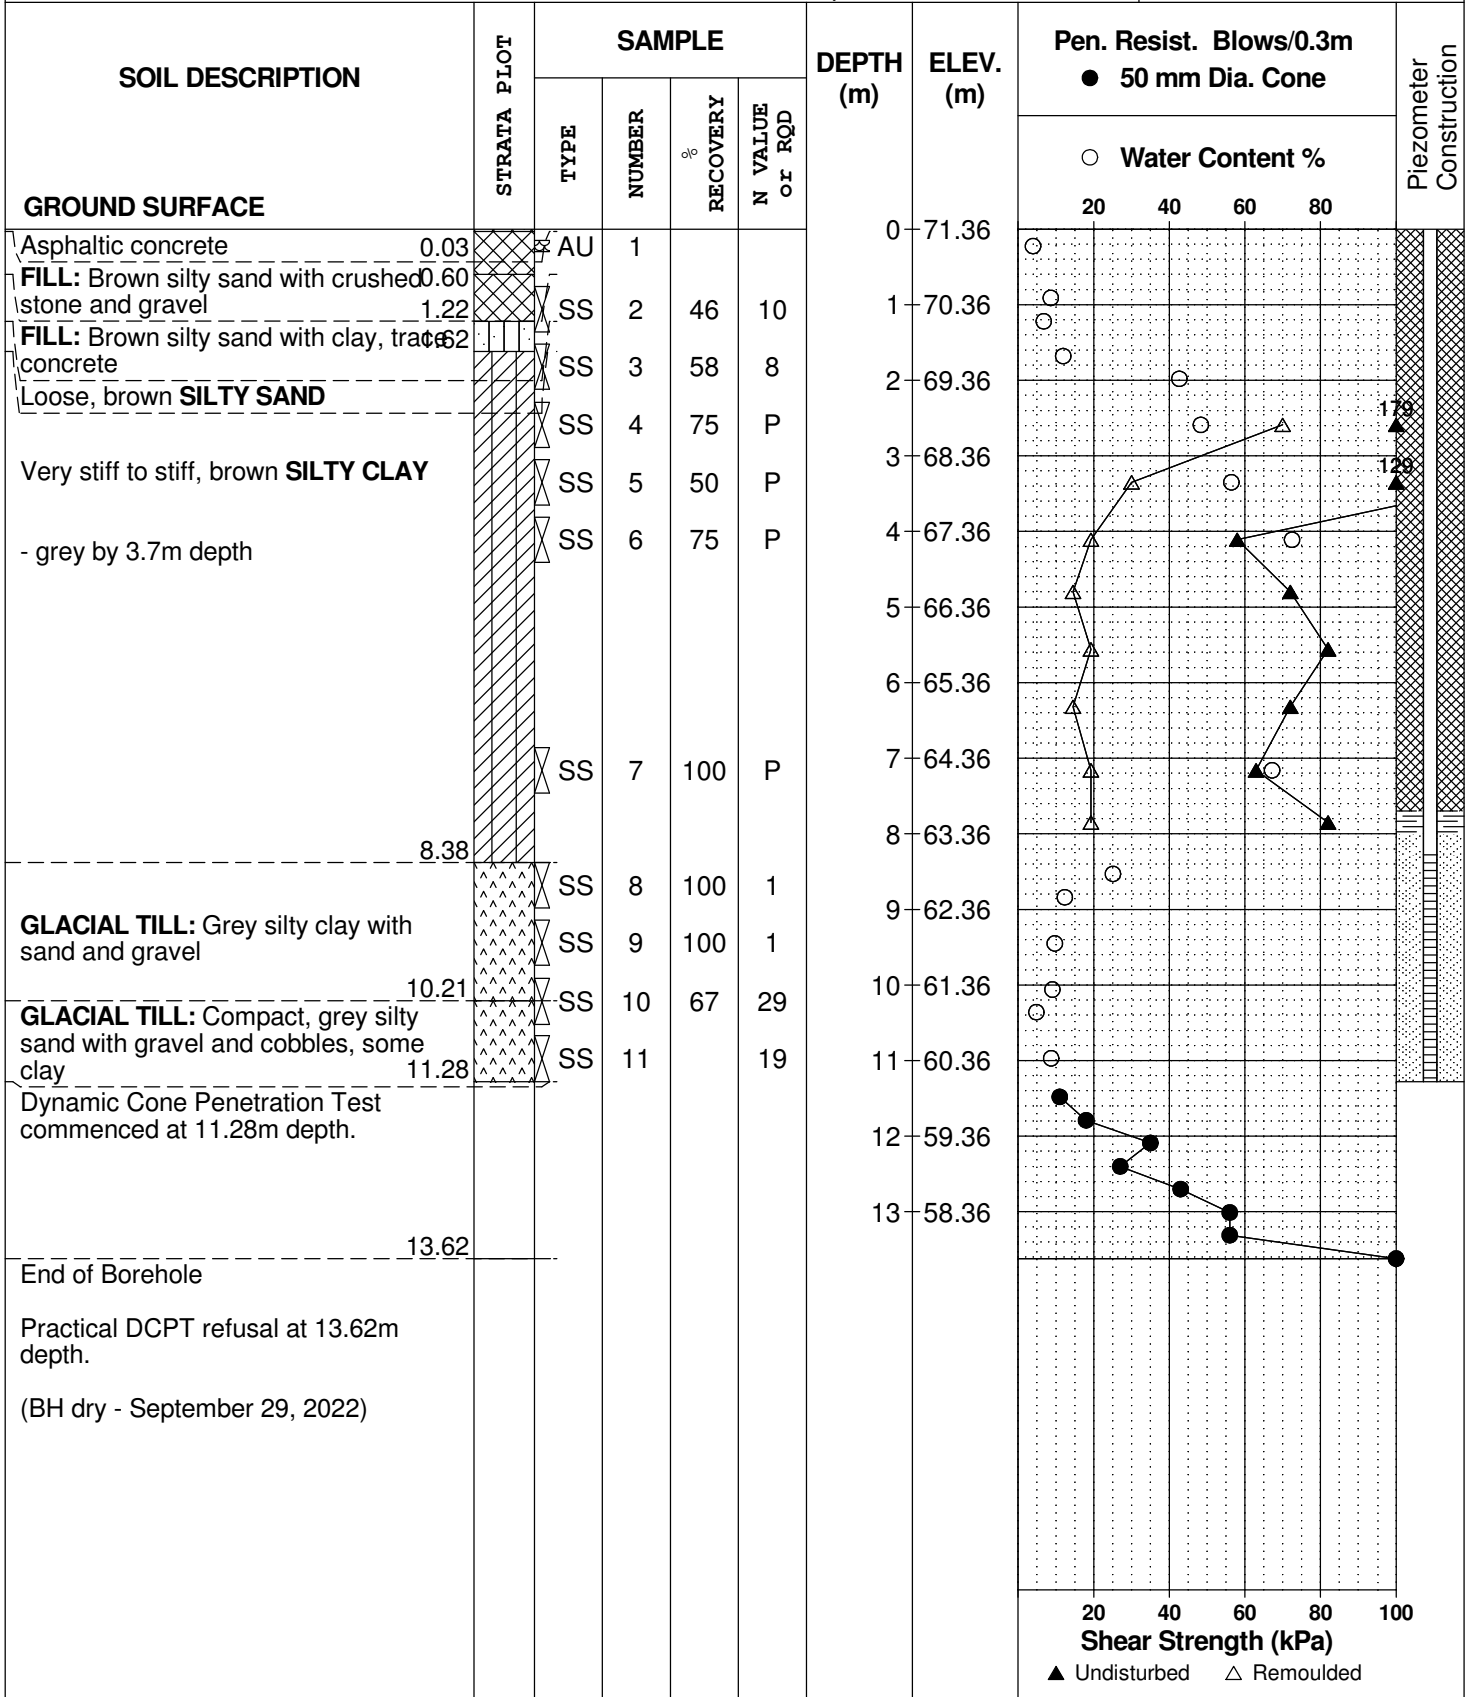 SOIL DESCRIPTION
GROUND SURFACE
STRATA PLOT
SAMPLE
TYPE
NUMBER
% RECOVERY
N VALUE or RQD
DEPTH (m)
ELEV. (m)
Pen. Resist. Blows/0.3m
● 50 mm Dia. Cone
○ Water Content %
20 40 60 80
Piezometer Construction
Asphaltic concrete 0.03
FILL: Brown silty sand with crushed 0.60
stone and gravel 1.22
FILL: Brown silty sand with clay, trace 1.62
concrete
Loose, brown SILTY SAND
Very stiff to stiff, brown SILTY CLAY
- grey by 3.7m depth
8.38
GLACIAL TILL: Grey silty clay with
sand and gravel
10.21
GLACIAL TILL: Compact, grey silty
sand with gravel and cobbles, some
clay 11.28
Dynamic Cone Penetration Test
commenced at 11.28m depth.
13.62
End of Borehole
Practical DCPT refusal at 13.62m
depth.
(BH dry - September 29, 2022)
AU 1
SS 2 46 10
SS 3 58 8
SS 4 75 P
SS 5 50 P
SS 6 75 P
SS 7 100 P
SS 8 100 1
SS 9 100 1
SS 10 67 29
SS 11 19
0 71.36
1 70.36
2 69.36
3 68.36
4 67.36
5 66.36
6 65.36
7 64.36
8 63.36
9 62.36
10 61.36
11 60.36
12 59.36
13 58.36
179
129
20 40 60 80 100
Shear Strength (kPa)
▲ Undisturbed △ Remoulded